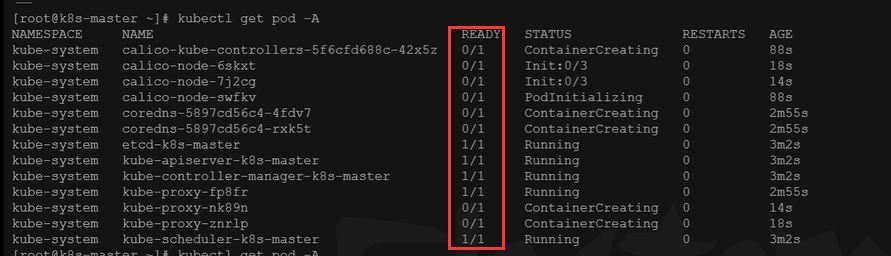 [root@k8s-master ~]# kubectl get pod -A
NAMESPACE NAME READY STATUS RESTARTS AGE
kube-system calico-kube-controllers-5f6cfd688c-42x5z 0/1 ContainerCreating 0 88s
kube-system calico-node-6skxt 0/1 Init:0/3 0 18s
kube-system calico-node-7j2cg 0/1 Init:0/3 0 14s
kube-system calico-node-swfkv 0/1 PodInitializing 0 88s
kube-system coredns-5897cd56c4-4fdv7 0/1 ContainerCreating 0 2m55s
kube-system coredns-5897cd56c4-rxk5t 0/1 ContainerCreating 0 2m55s
kube-system etcd-k8s-master 1/1 Running 0 3m2s
kube-system kube-apiserver-k8s-master 1/1 Running 0 3m2s
kube-system kube-controller-manager-k8s-master 1/1 Running 0 3m2s
kube-system kube-proxy-fp8fr 1/1 Running 0 2m55s
kube-system kube-proxy-nk89n 0/1 ContainerCreating 0 14s
kube-system kube-proxy-znrlp 0/1 ContainerCreating 0 18s
kube-system kube-scheduler-k8s-master 1/1 Running 0 3m2s
[root@k8s-master ~]# kubectl get pod -A